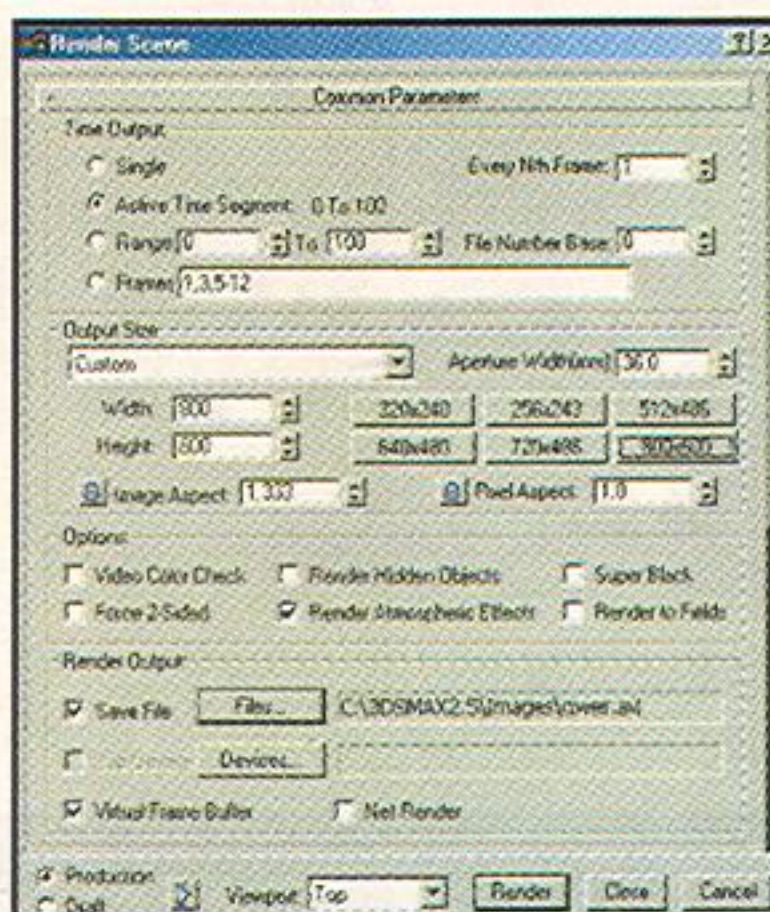 Render Scene
Common Parameters
Time Output
Single Every Nth Frame: 1
Active Time Segment: 0 To 100
Range: 0 To 100 File Number Base: 0
Frames 1,3,5-12
Output Size
Custom Aperture Width(mm): 36.0
Width: 800 320x240 256x243 512x486
Height: 600 640x480 720x486 800x600
Image Aspect: 1.333 Pixel Aspect: 1.0
Options
Video Color Check Render Hidden Objects Super Black
Force 2-Sided Render Atmospheric Effects Render to Fields
Render Output
Save File Files... C:\3DSMAX2.5\images\
Devices...
Virtual Frame Buffer Net Render
Production
Draft Viewport: Top Render Close Cancel